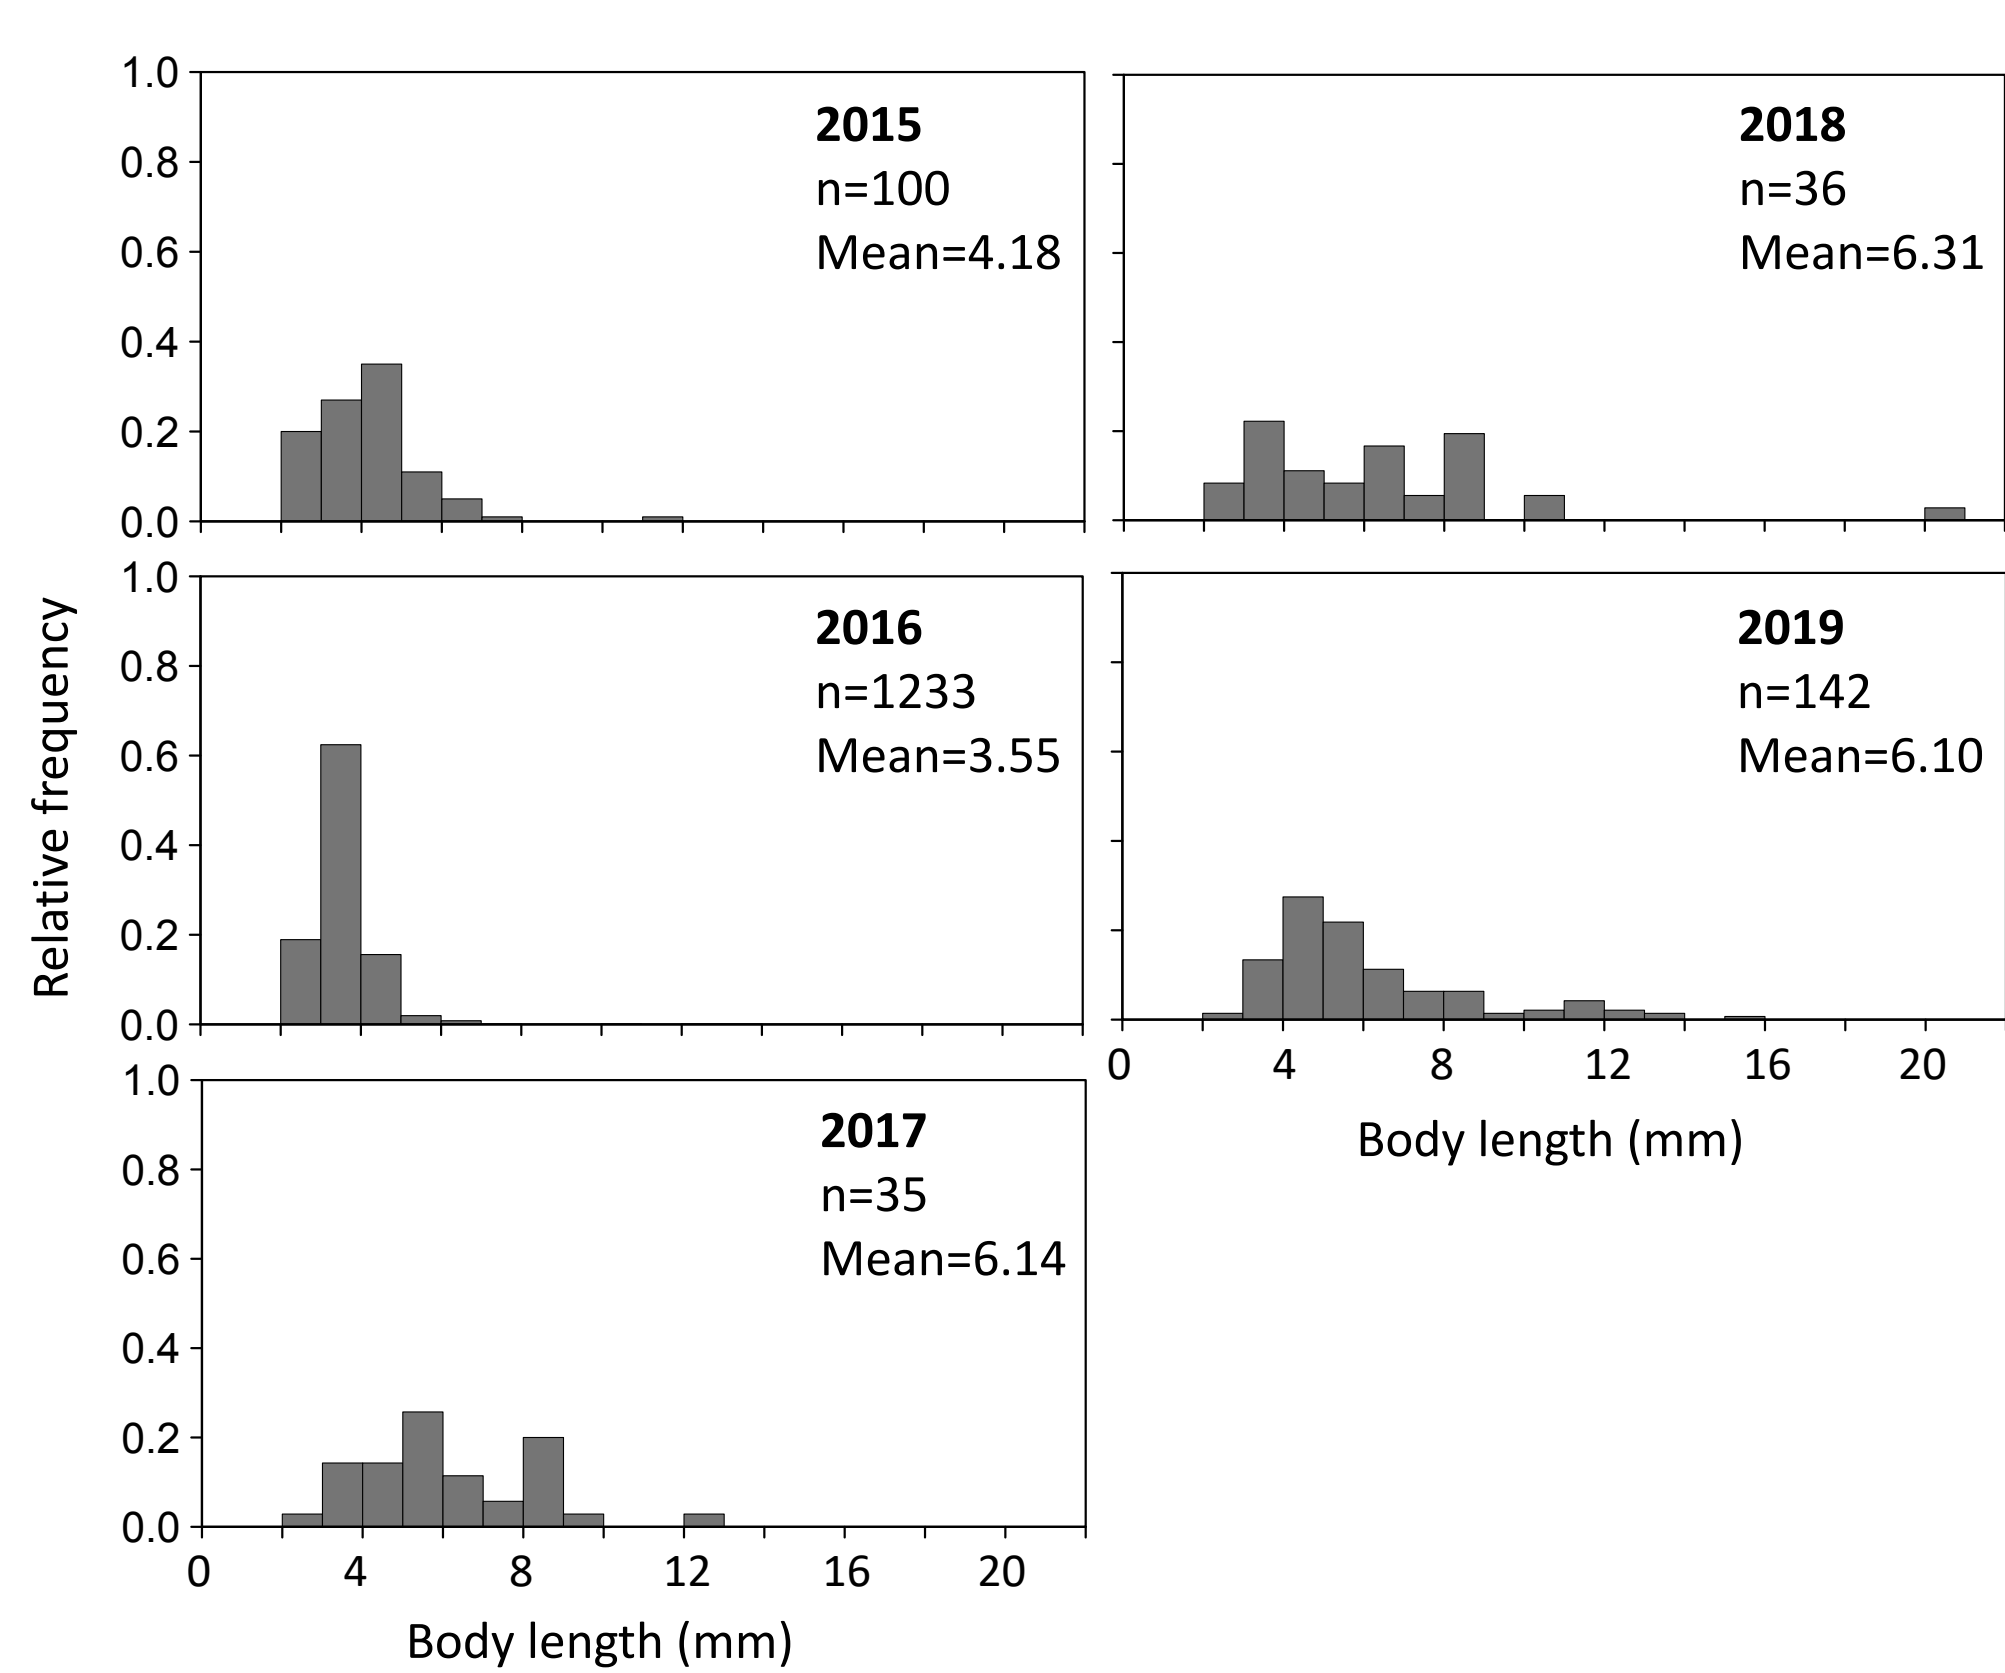 1.0
0.8
0.6
0.4
0.2
0.0
2015
n=100
Mean=4.18
2018
n=36
Mean=6.31
Relative frequency
1.0
0.8
0.6
0.4
0.2
0.0
2016
n=1233
Mean=3.55
2019
n=142
Mean=6.10
0 4 8 12 16 20
Body length (mm)
1.0
0.8
0.6
0.4
0.2
0.0
2017
n=35
Mean=6.14
0 4 8 12 16 20
Body length (mm)